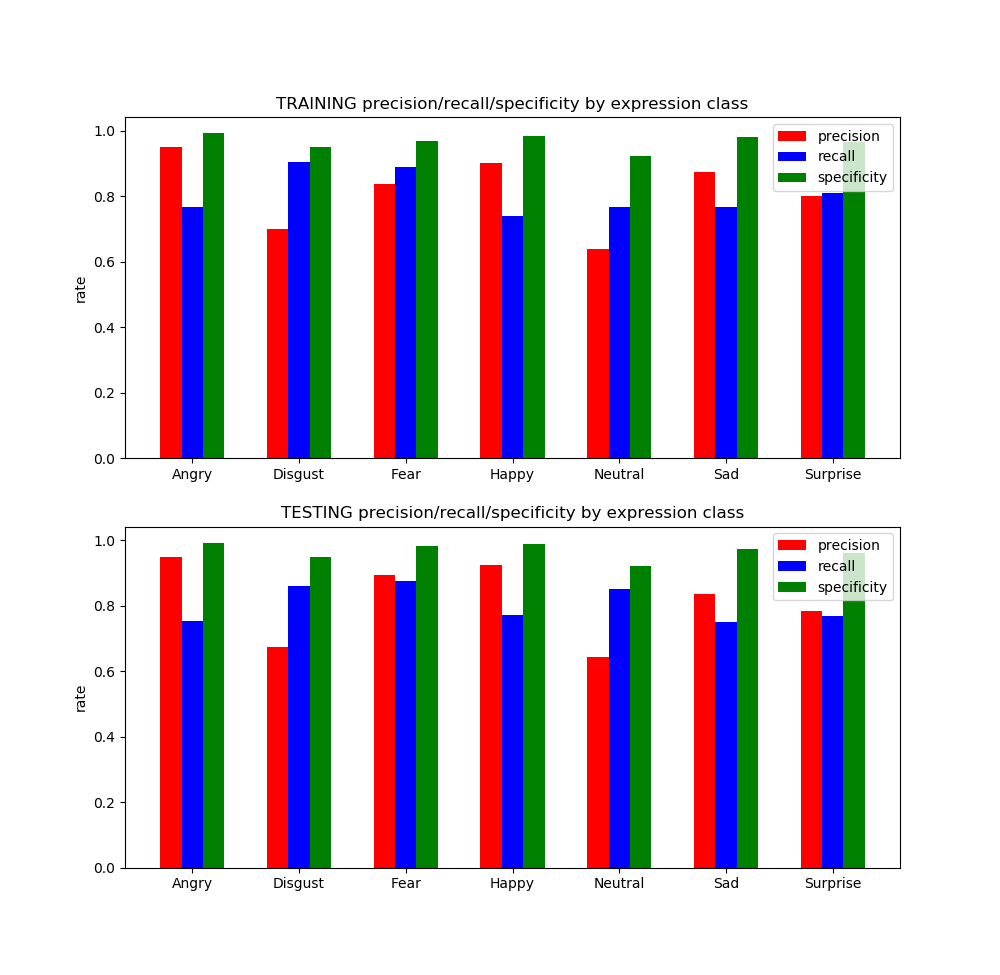 TRAINING precision/recall/specificity by expression class
1.0
0.8
0.6
0.4
0.2
0.0
rate
precision
recall
specificity
Angry Disgust Fear Happy Neutral Sad Surprise
TESTING precision/recall/specificity by expression class
1.0
0.8
0.6
0.4
0.2
0.0
rate
precision
recall
specificity
Angry Disgust Fear Happy Neutral Sad Surprise